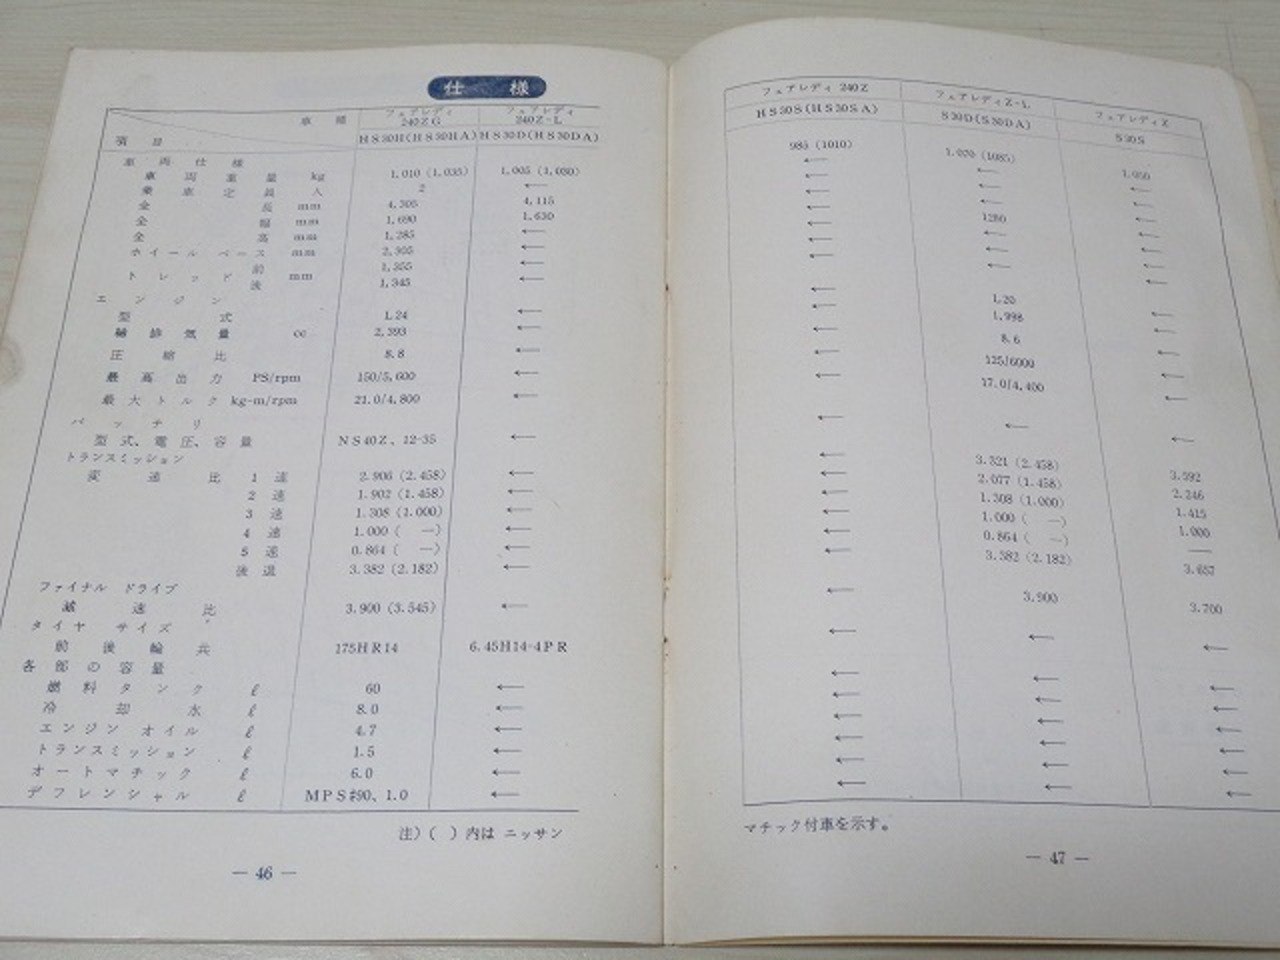 仕 様
車 種 フェアレディ 240ZG フェアレディ 240Z-L
項 目 HS30H(HS30HA) HS30D(HS30DA)
車 両 仕 様
車 両 重 量 kg 1,010 (1,035) 1,005 (1,030)
乗 車 定 員 人 2 ←
全 長 mm 4,305 4,115
全 幅 mm 1,690 1,630
全 高 mm 1,285 ←
ホイール ベース mm 2,305 ←
トレッド 前 mm 1,355 ←
後 1,345 ←
エ ン ジ ン
型 式 L24 ←
総 排 気 量 cc 2,393 ←
圧 縮 比 8.8 ←
最 高 出 力 PS/rpm 150/5,600 ←
最 大 ト ル ク kg-m/rpm 21.0/4,800 ←
バ ッ テ リ
型 式、電 圧、容 量 NS40Z、12-35 ←
トランスミッション
変 速 比 1 速 2.906 (2.458) ←
2 速 1.902 (1.458) ←
3 速 1.308 (1.000) ←
4 速 1.000 ( ―) ←
5 速 0.864 ( ―) ←
後 退 3.382 (2.182) ←
ファイナル ドライブ
減 速 比 3.900 (3.545) ←
タイヤ サイズ
前 後 輪 共 175HR14 6.45H14-4PR
各 部 の 容 量
燃 料 タ ン ク ℓ 60 ←
冷 却 水 ℓ 8.0 ←
エンジン オイル ℓ 4.7 ←
トランスミッション ℓ 1.5 ←
オートマチック ℓ 6.0 ←
デフレンシャル ℓ MPS#90、1.0 ←
注) ( ) 内は ニッサン
― 46 ―
フェアレディ 240Z フェアレディZ-L フェアレディZ
HS30S(HS30SA) S30D(S30DA) S30S
985 (1010) 1.070 (1085)
← ← ←
← ← ←
← ← ←
← 1280 ←
← ← ←
← ← ←
← ← ←
← L20 ←
← 1,998 ←
← 8.6 ←
← 125/6000 ←
← 17.0/4,400 ←
← ← ←
← 3.321 (2.458) 3.592
← 2.077 (1.458) 2.246
← 1.308 (1.000) 1.415
← 1.000 ( ―) 1.000
← 0.864 ( ―) ―
← 3.382 (2.182) 3.657
← 3.900 3.700
← ← ←
← ← ←
← ← ←
← ← ←
← ← ←
← ← ←
← ← ←
マチック付車を示す。
― 47 ―